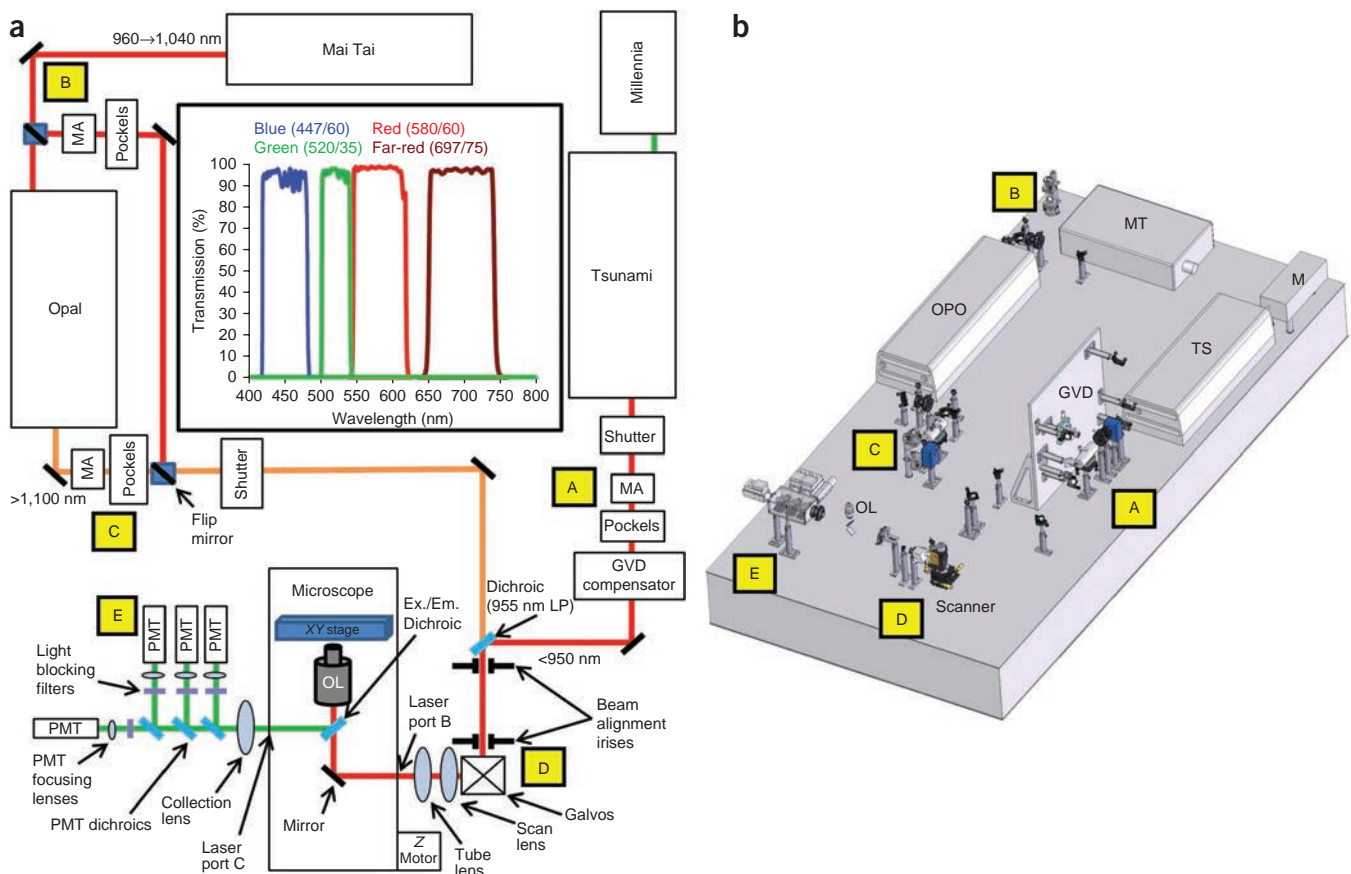 a
960→1,040 nm
Mai Tai
B
MA
Pockels
Millennia
Blue (447/60)
Red (580/60)
Green (520/35)
Far-red (697/75)
Transmission (%)
100
90
80
70
60
50
40
30
20
10
0
400
450
500
550
600
650
700
750
800
Wavelength (nm)
Opal
Tsunami
Shutter
A
MA
Pockels
GVD
compensator
MA
Pockels
Shutter
>1,100 nm
C
Flip
mirror
Microscope
XY stage
OL
Ex./Em.
Dichroic
Dichroic
(955 nm LP)
<950 nm
E
PMT
PMT
PMT
Light
blocking
filters
PMT
PMT
focusing
lenses
PMT dichroics
Collection
lens
Laser
port C
Mirror
Laser
port B
Beam
alignment
irises
D
Galvos
Scan
lens
Tube
lens
Z
Motor
b
B
MT
M
OPO
TS
GVD
C
A
OL
E
Scanner
D